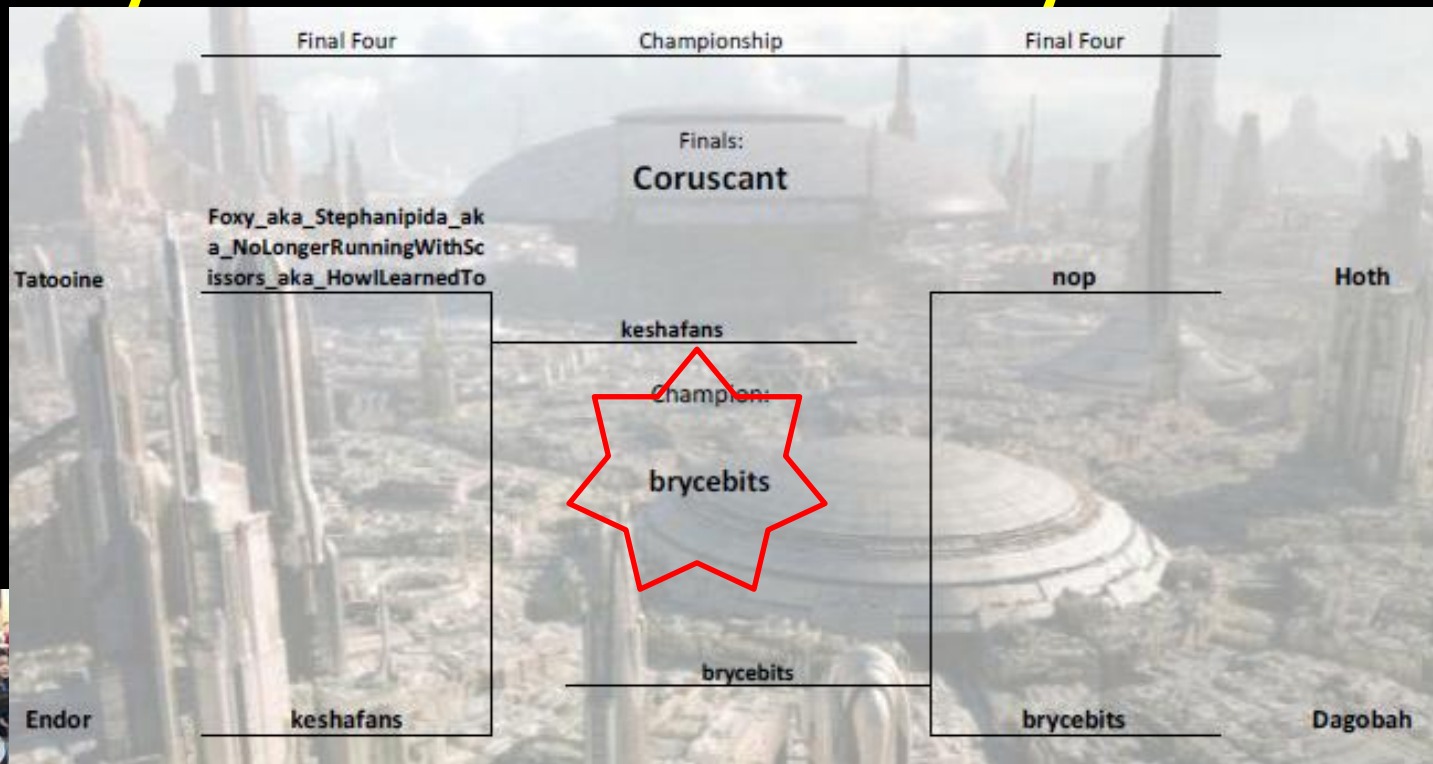 Final Four
Championship
Final Four
Finals:
Coruscant
Foxy_aka_Stephanipida_ak
a_NoLongerRunningWithSc
issors_aka_HowILearnedTo
Tatooine
nop
Hoth
keshafans
Champion:
brycebits
brycebits
Endor
keshafans
brycebits
Dagobah